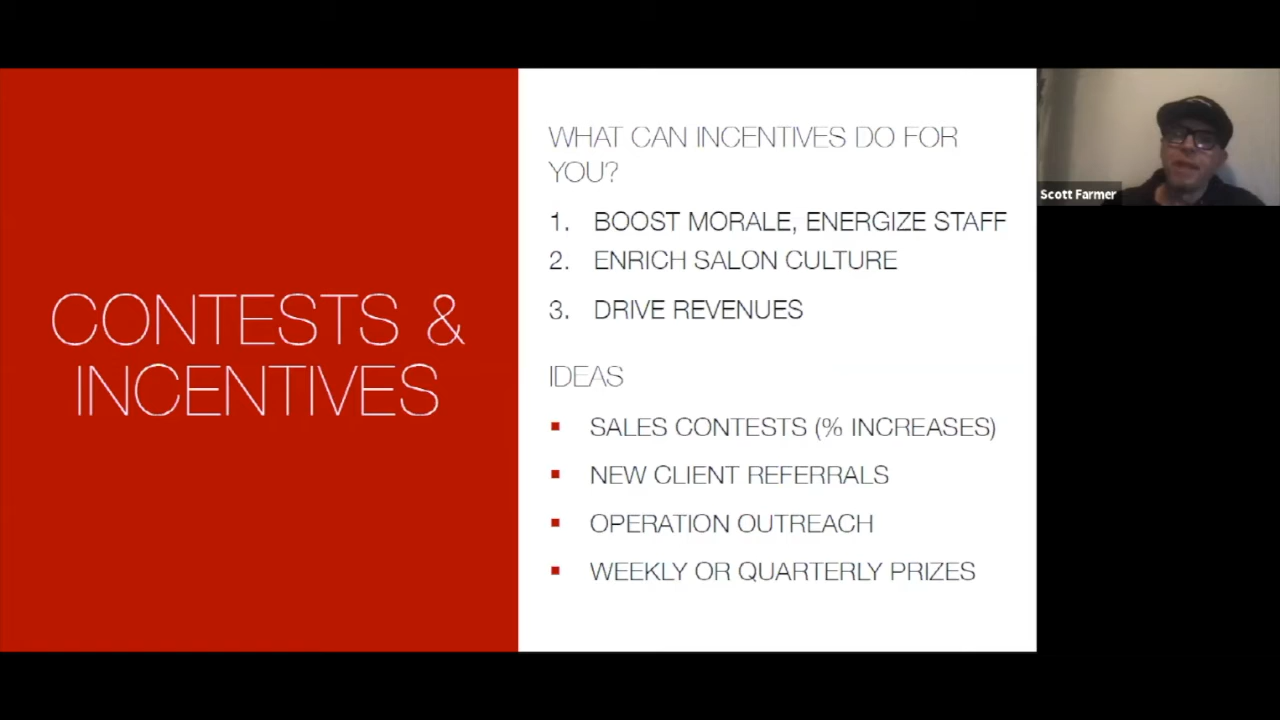 CONTESTS &
INCENTIVES
WHAT CAN INCENTIVES DO FOR
YOU?
1. BOOST MORALE, ENERGIZE STAFF
2. ENRICH SALON CULTURE
3. DRIVE REVENUES
IDEAS
▪ SALES CONTESTS (% INCREASES)
▪ NEW CLIENT REFERRALS
▪ OPERATION OUTREACH
▪ WEEKLY OR QUARTERLY PRIZES
Scott Farmer